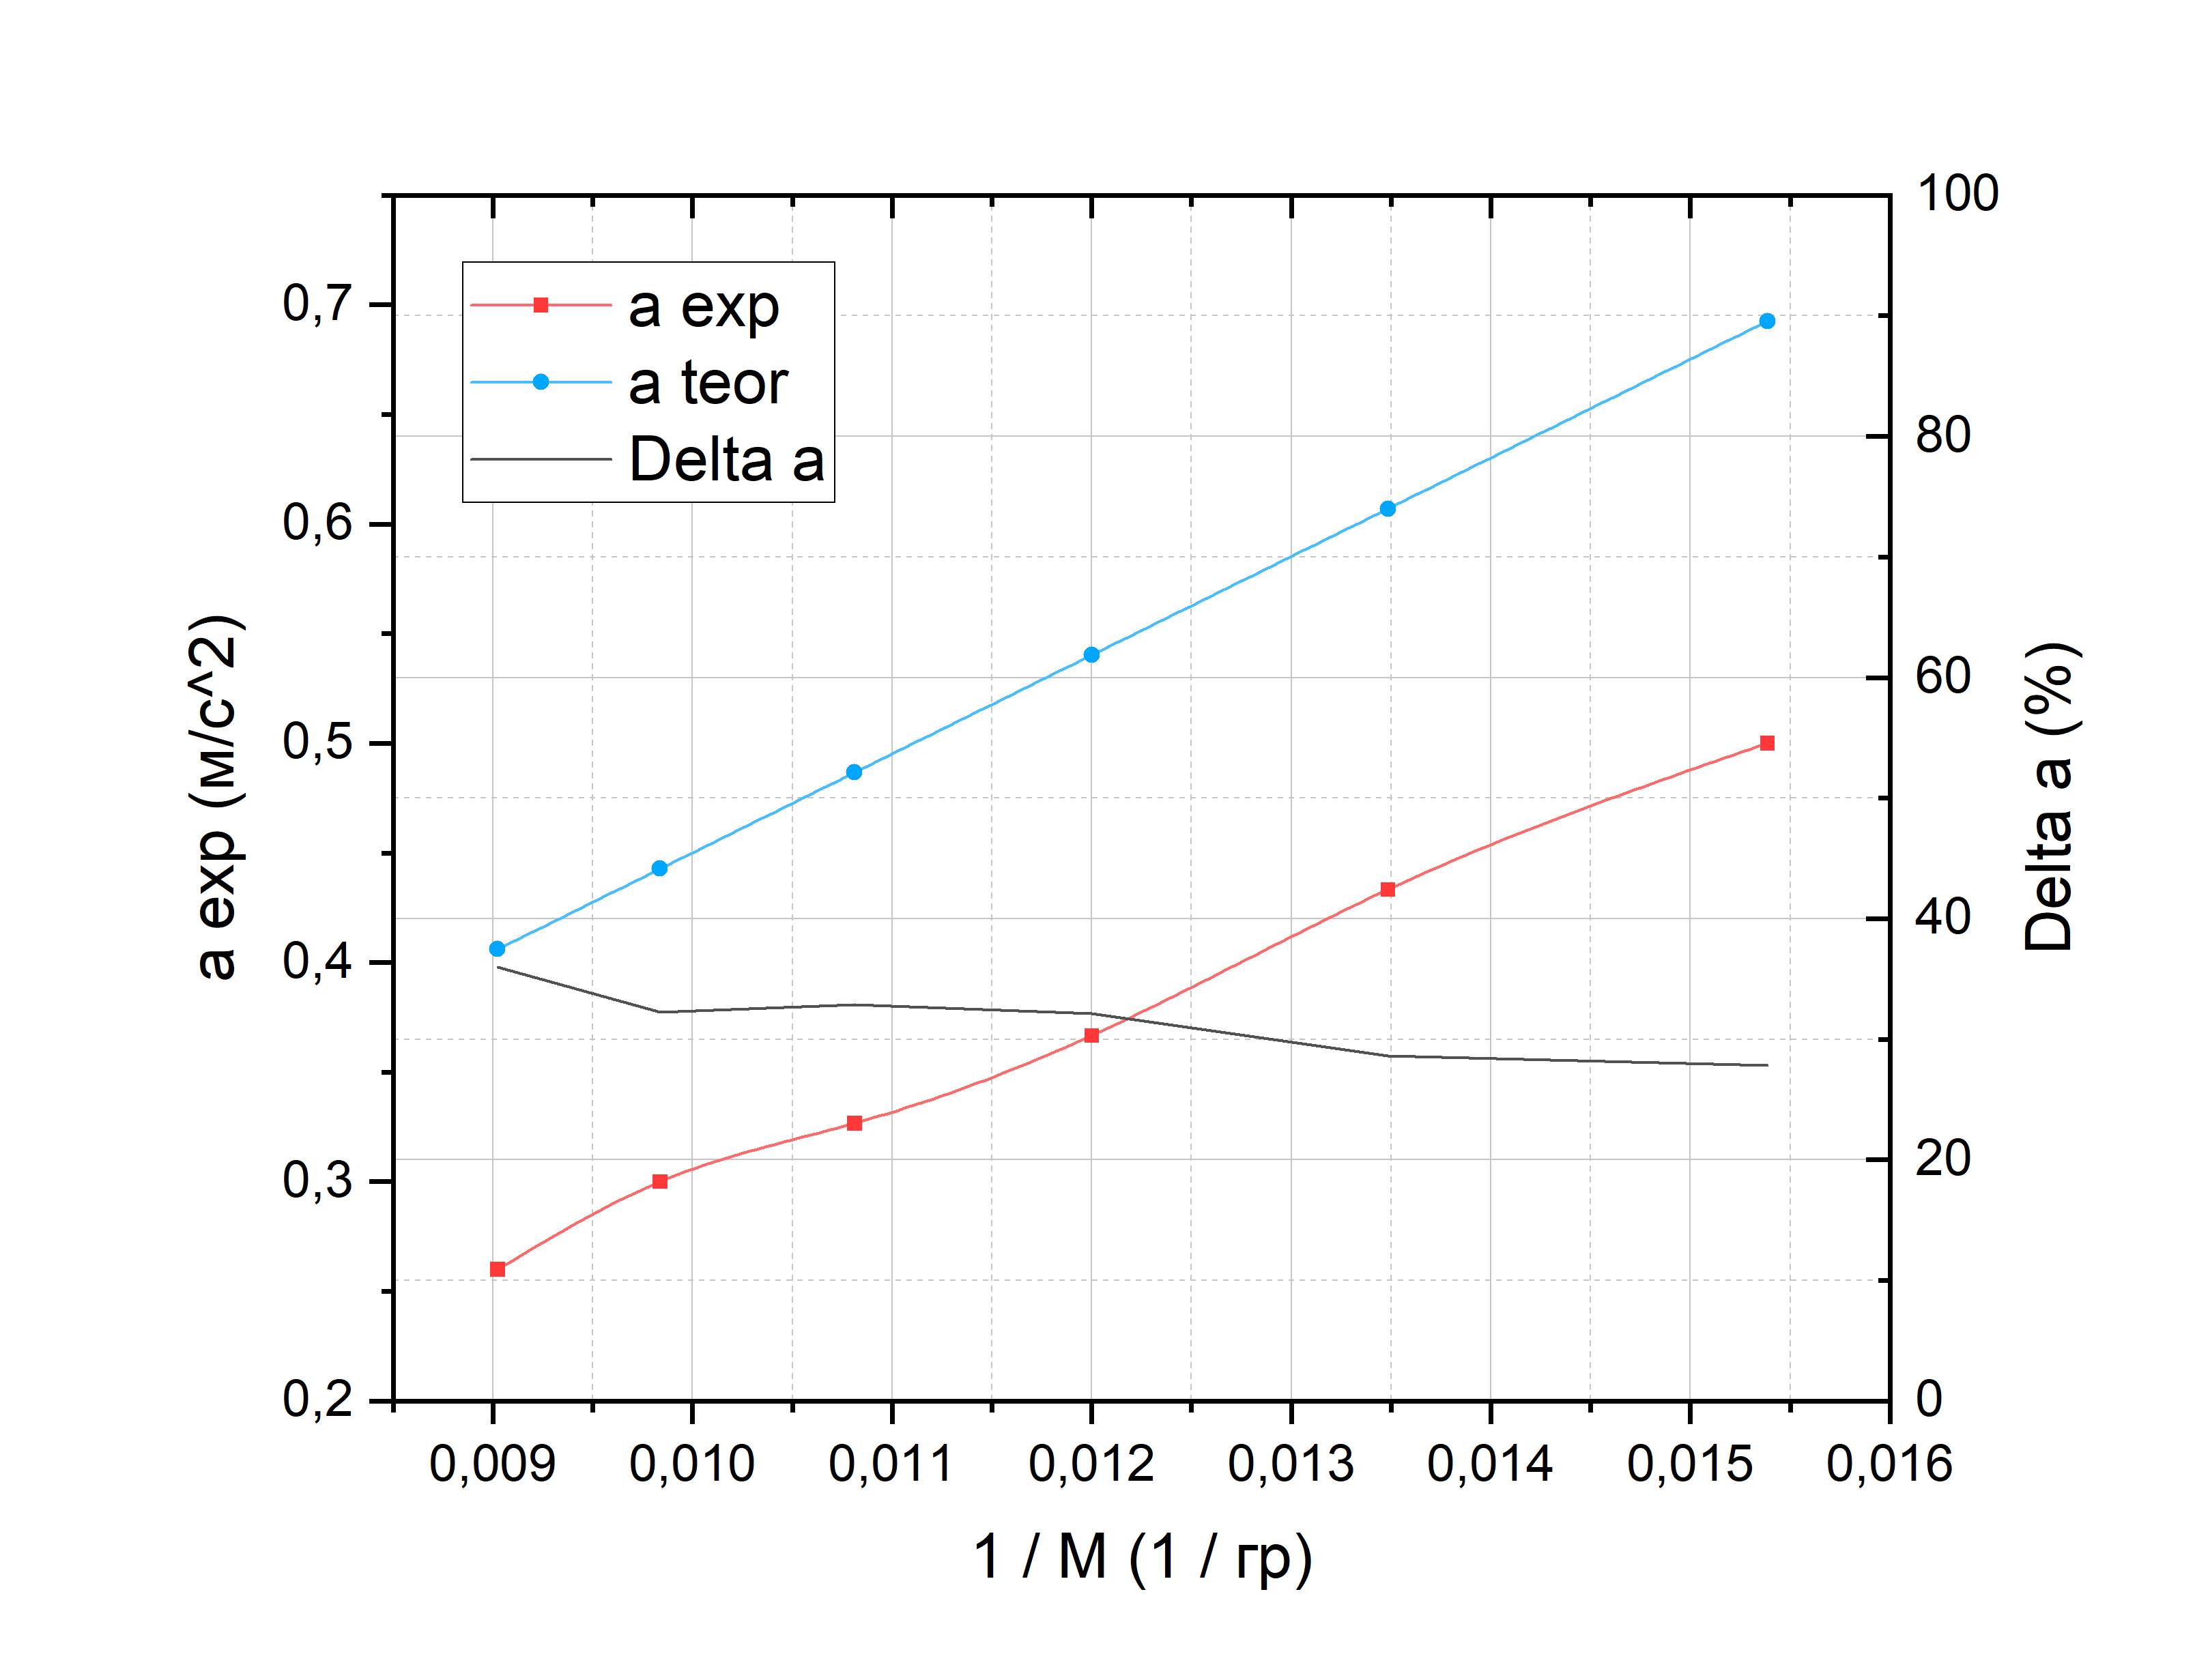 a exp
a teor
Delta a
0,7
0,6
0,5
0,4
0,3
0,2
a exp (м/с^2)
100
80
60
40
20
0
Delta a (%)
0,009 0,010 0,011 0,012 0,013 0,014 0,015 0,016
1 / М (1 / гр)